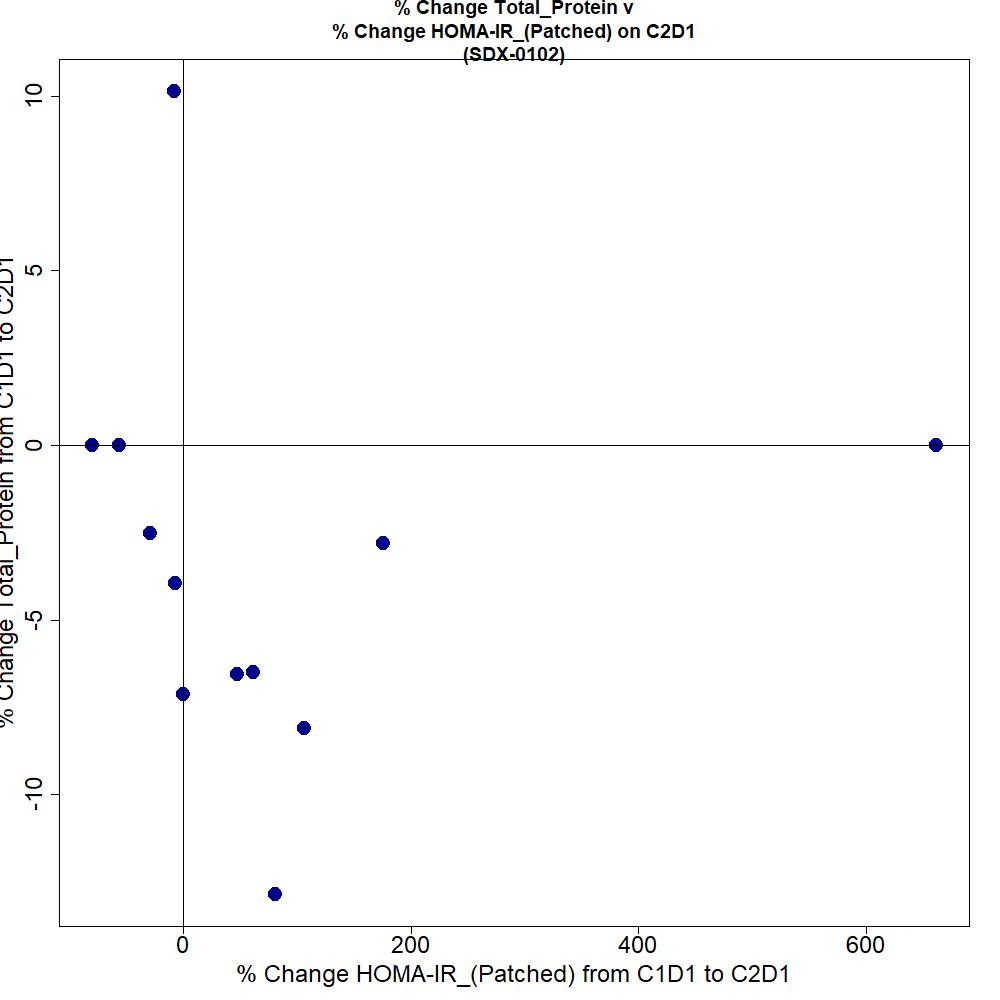 % Change Total_Protein v
% Change HOMA-IR_(Patched) on C2D1
(SDX-0102)
% Change Total_Protein from C1D1 to C2D1
10
5
0
-5
-10
0
200
400
600
% Change HOMA-IR_(Patched) from C1D1 to C2D1